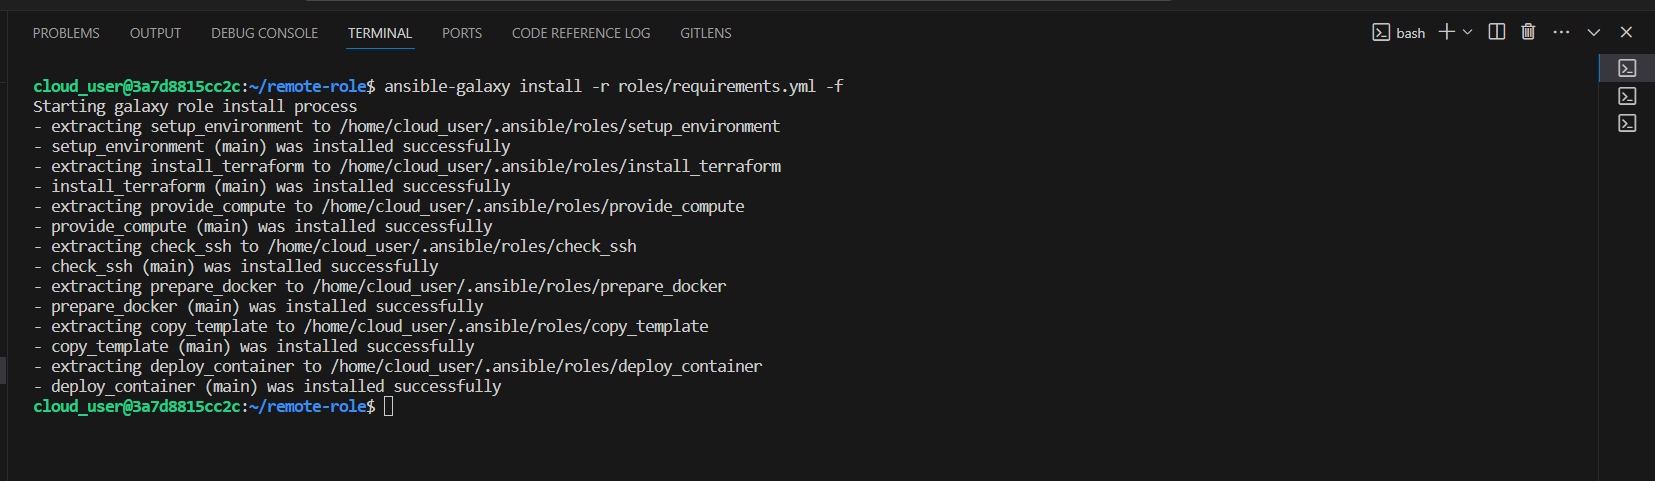 PROBLEMS OUTPUT DEBUG CONSOLE TERMINAL PORTS CODE REFERENCE LOG GITLENS bash
cloud_user@3a7d8815cc2c:~/remote-role$ ansible-galaxy install -r roles/requirements.yml -f
Starting galaxy role install process
- extracting setup_environment to /home/cloud_user/.ansible/roles/setup_environment
- setup_environment (main) was installed successfully
- extracting install_terraform to /home/cloud_user/.ansible/roles/install_terraform
- install_terraform (main) was installed successfully
- extracting provide_compute to /home/cloud_user/.ansible/roles/provide_compute
- provide_compute (main) was installed successfully
- extracting check_ssh to /home/cloud_user/.ansible/roles/check_ssh
- check_ssh (main) was installed successfully
- extracting prepare_docker to /home/cloud_user/.ansible/roles/prepare_docker
- prepare_docker (main) was installed successfully
- extracting copy_template to /home/cloud_user/.ansible/roles/copy_template
- copy_template (main) was installed successfully
- extracting deploy_container to /home/cloud_user/.ansible/roles/deploy_container
- deploy_container (main) was installed successfully
cloud_user@3a7d8815cc2c:~/remote-role$